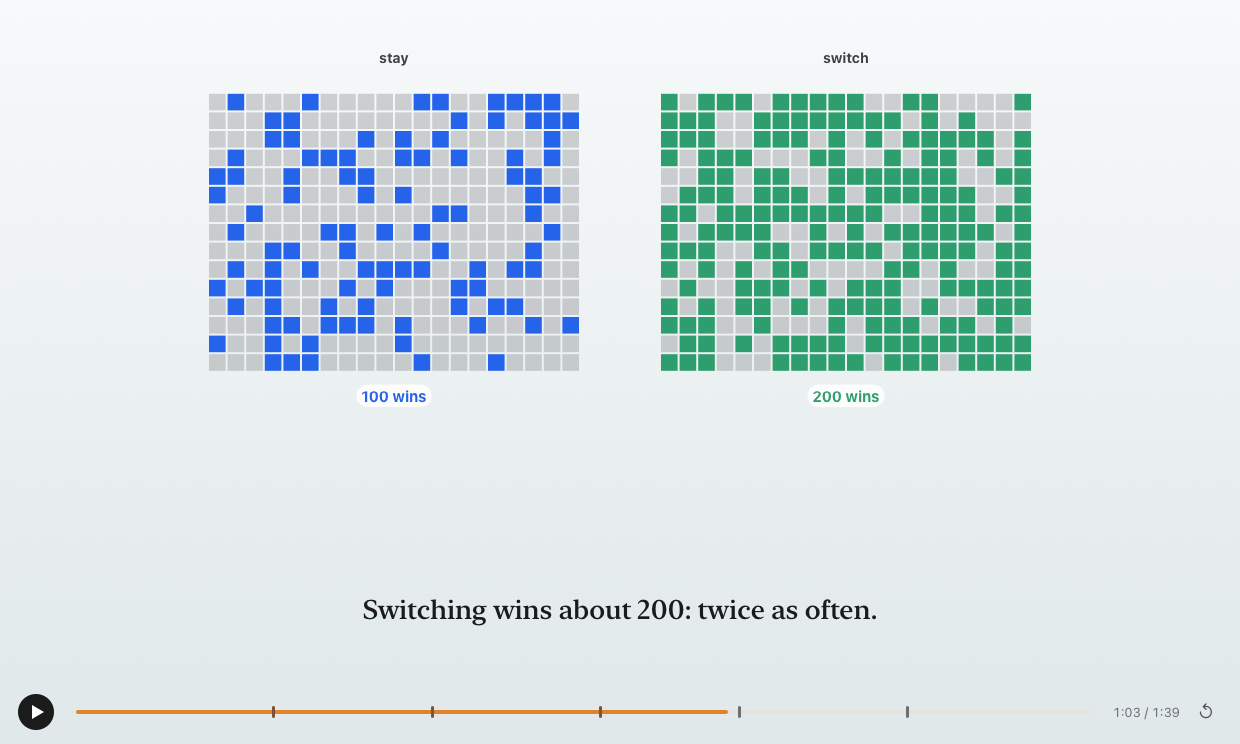 stay
switch
100 wins
200 wins
Switching wins about 200: twice as often.
1:03 / 1:39